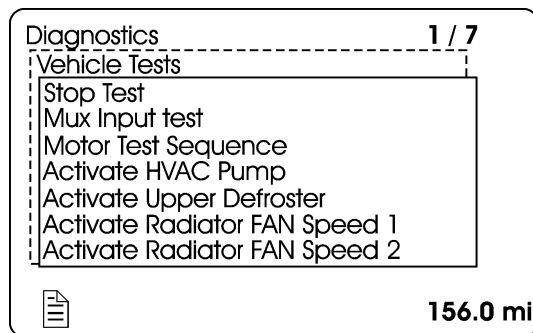 Diagnostics 1 / 7
Vehicle Tests
Stop Test
Mux Input test
Motor Test Sequence
Activate HVAC Pump
Activate Upper Defroster
Activate Radiator FAN Speed 1
Activate Radiator FAN Speed 2
156.0 mi